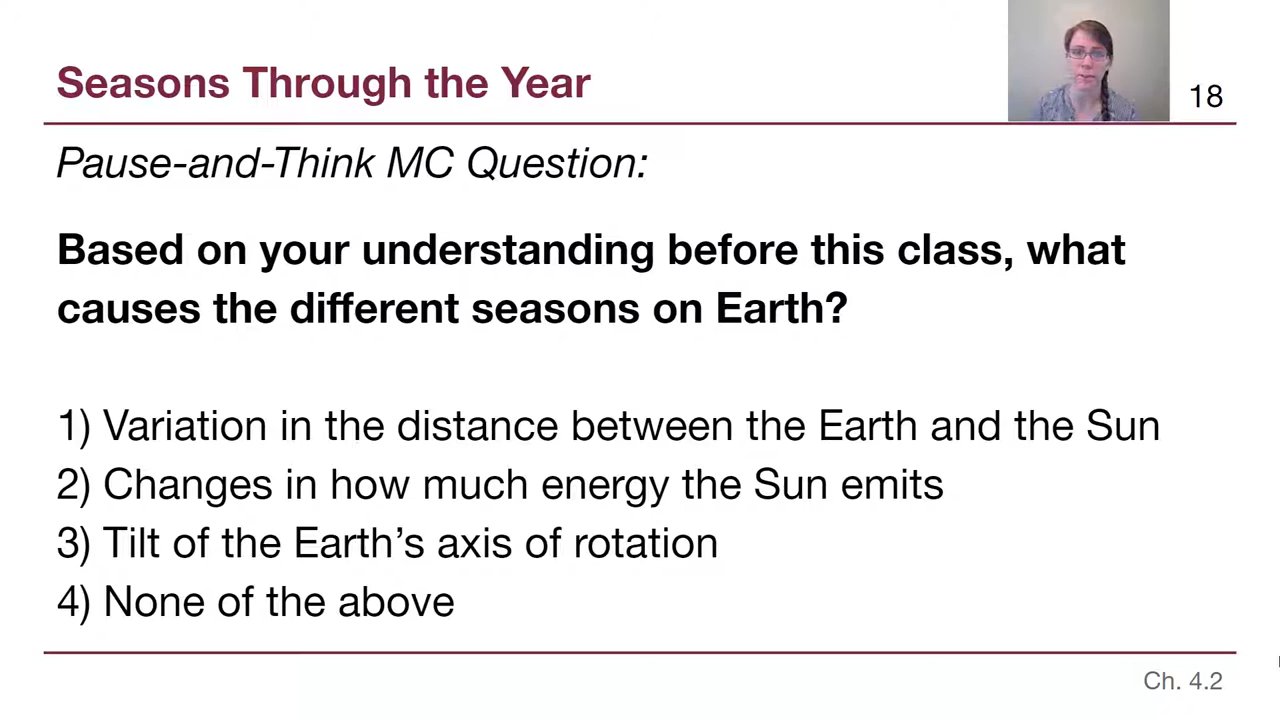 Seasons Through the Year
18
Pause-and-Think MC Question:
Based on your understanding before this class, what
causes the different seasons on Earth?
1) Variation in the distance between the Earth and the Sun
2) Changes in how much energy the Sun emits
3) Tilt of the Earth’s axis of rotation
4) None of the above
Ch. 4.2